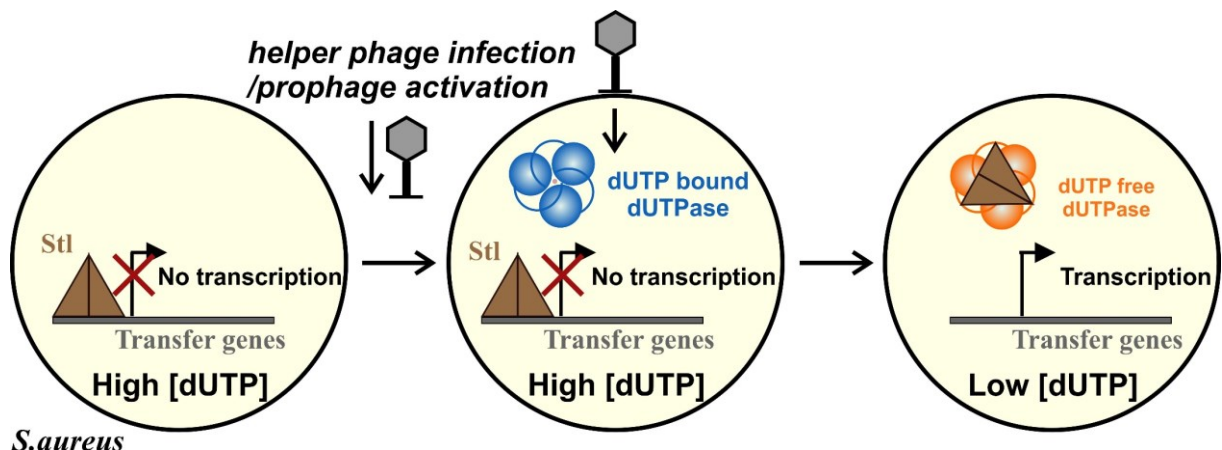 helper phage infection
/prophage activation
Stl
No transcription
Transfer genes
High [dUTP]
dUTP bound
dUTPase
Stl
No transcription
Transfer genes
High [dUTP]
dUTP free
dUTPase
Transcription
Transfer genes
Low [dUTP]
S.aureus